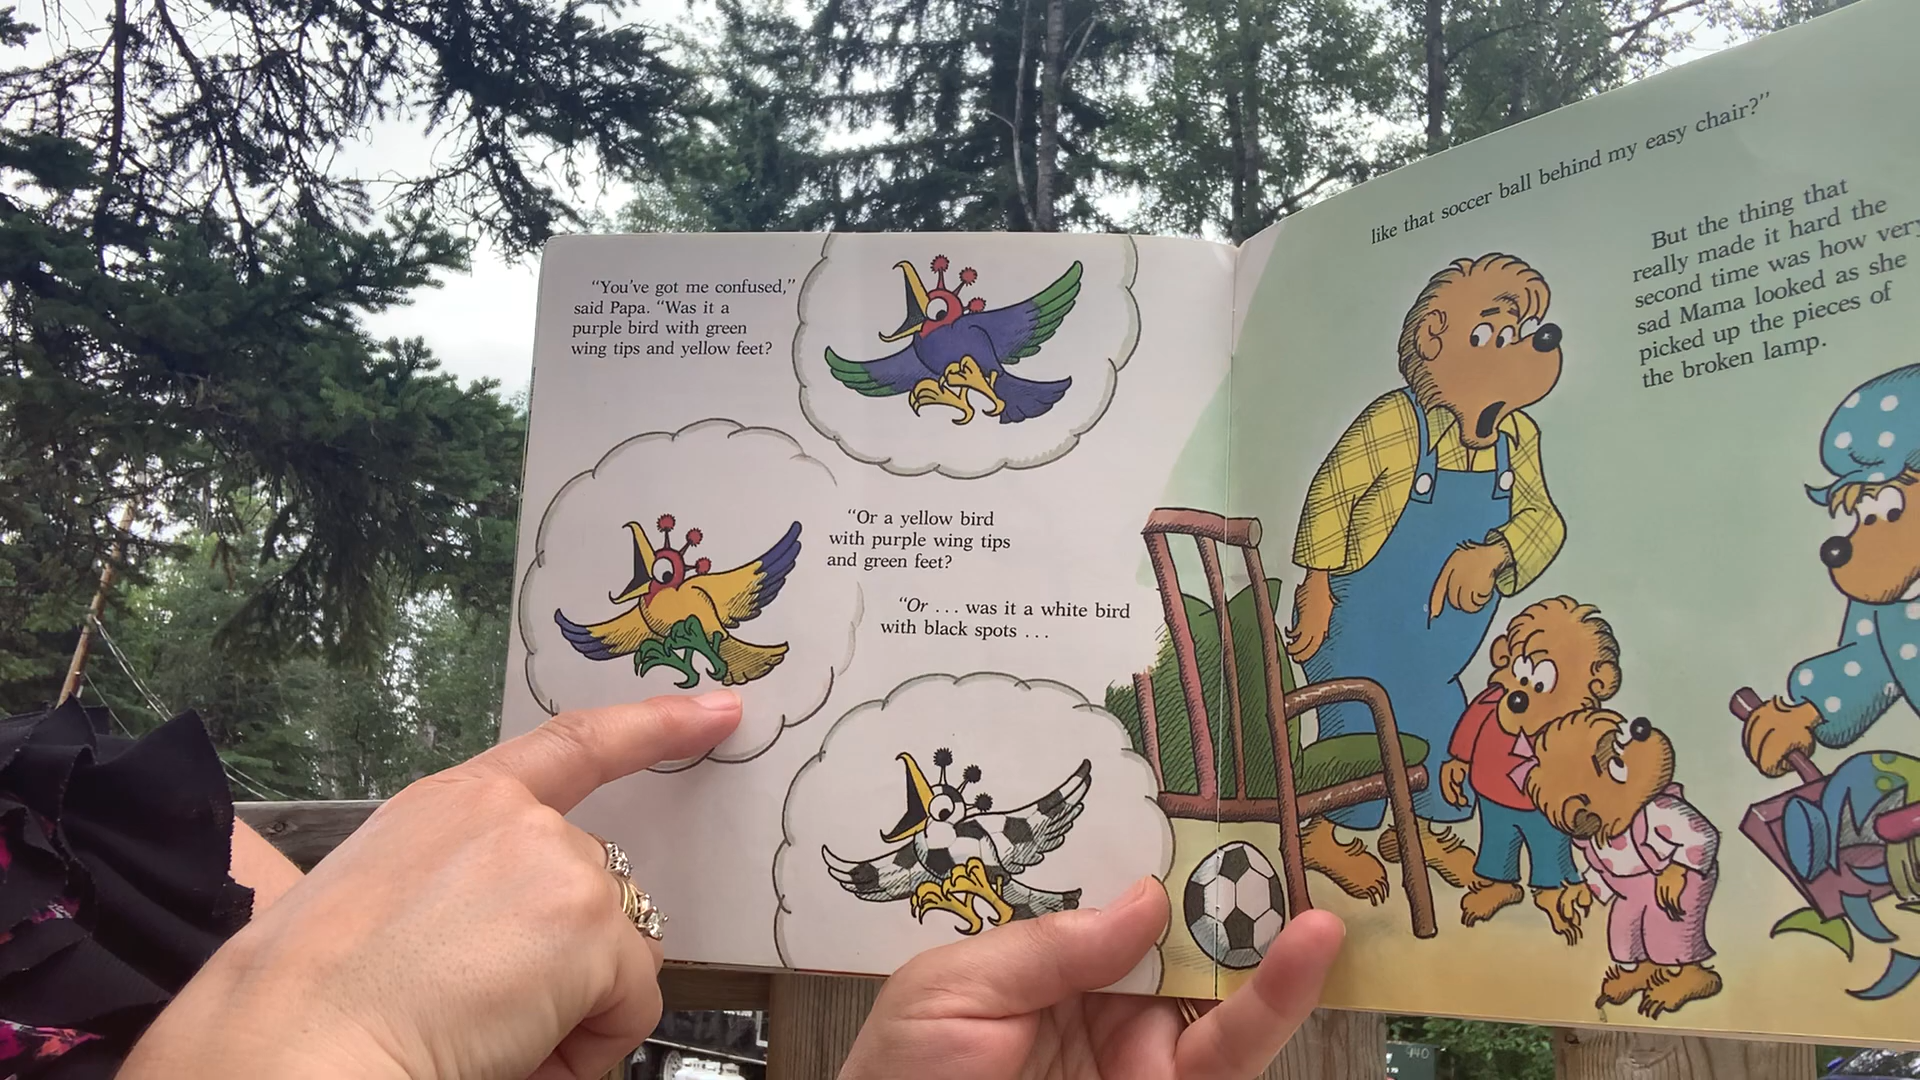 “You’ve got me confused,”
said Papa. “Was it a
purple bird with green
wing tips and yellow feet?
“Or a yellow bird
with purple wing tips
and green feet?
“Or . . . was it a white bird
with black spots . . .
like that soccer ball behind my easy chair?”
But the thing that
really made it hard the
second time was how very
sad Mama looked as she
picked up the pieces of
the broken lamp.
940